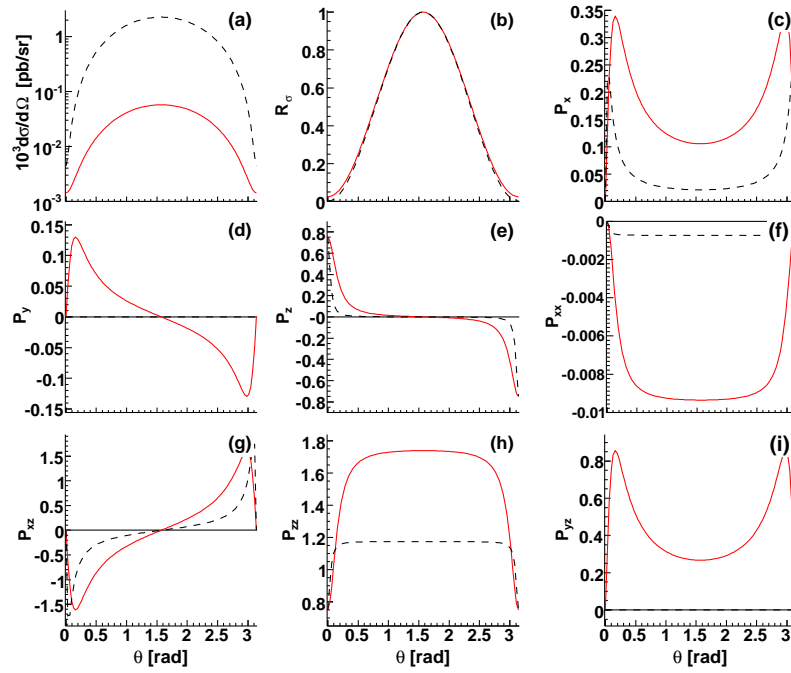 (a)
10³dσ/dΩ [pb/sr]
1
10⁻¹
10⁻²
10⁻³
(b)
R_σ
1
0.8
0.6
0.4
0.2
0
(c)
P_x
0.35
0.3
0.25
0.2
0.15
0.1
0.05
0
(d)
P_y
0.15
0.1
0.05
0
-0.05
-0.1
-0.15
(e)
P_z
0.8
0.6
0.4
0.2
-0
-0.2
-0.4
-0.6
-0.8
(f)
P_xx
0
-0.002
-0.004
-0.006
-0.008
-0.01
(g)
P_xz
1.5
1
0.5
0
-0.5
-1
-1.5
0 0.5 1 1.5 2 2.5 3
θ [rad]
(h)
P_zz
1.8
1.6
1.4
1.2
1
0.8
0 0.5 1 1.5 2 2.5 3
θ [rad]
(i)
P_yz
0.8
0.6
0.4
0.2
0
0 0.5 1 1.5 2 2.5 3
θ [rad]